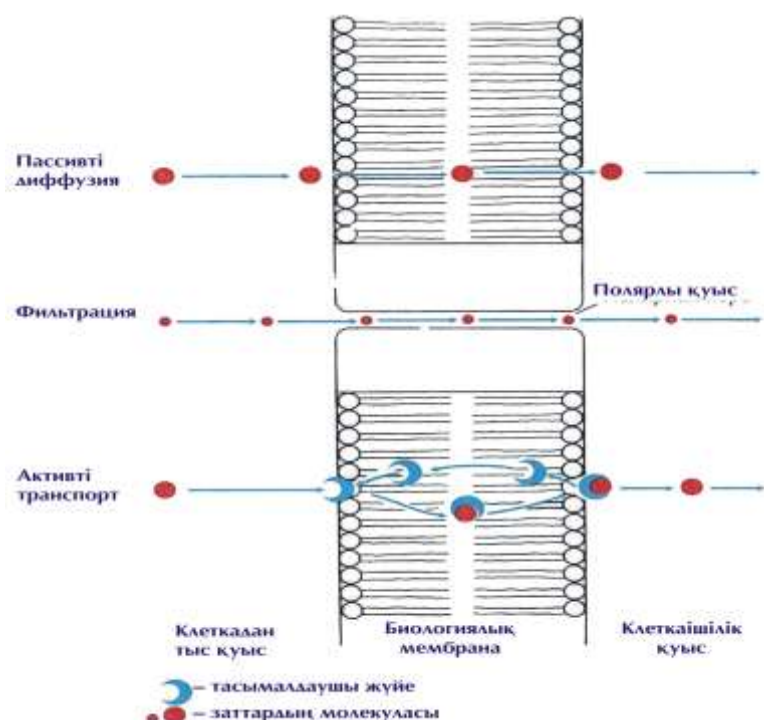 Пассивті
диффузия
Полярлы қуыс
Фильтрация
Активті
транспорт
Клеткадан
тыс қуыс
Биологиялық
мембрана
Клеткаішілік
қуыс
– тасымалдаушы жүйе
– заттардың молекуласы